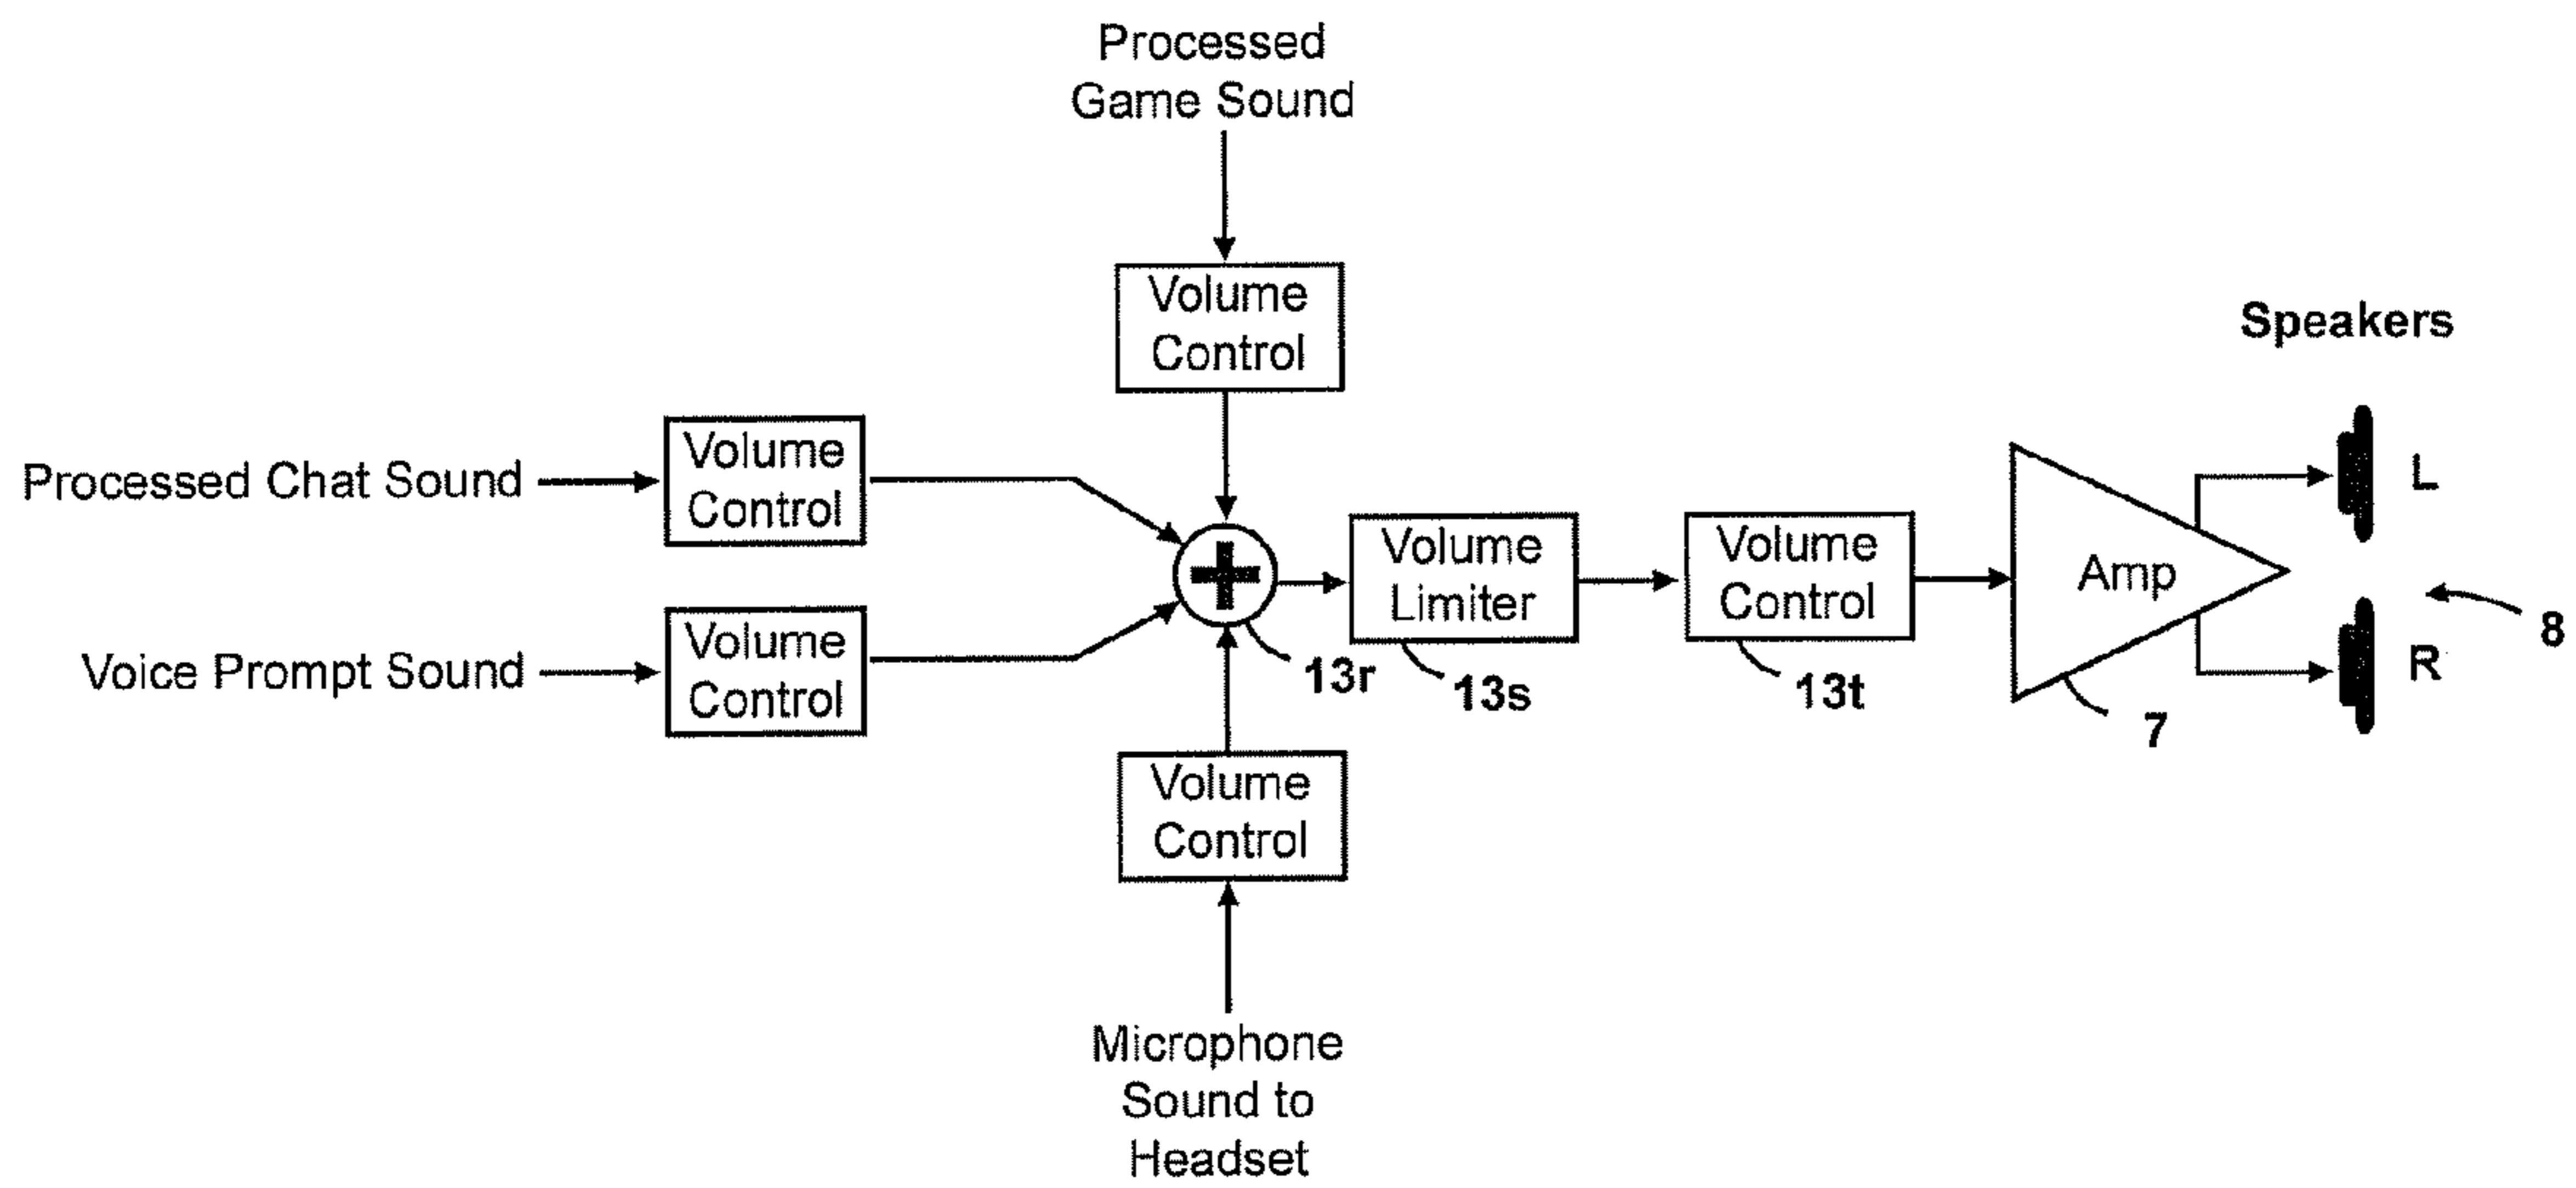 Processed
Game Sound
Volume
Control
Speakers
Processed Chat Sound
Volume
Control
L
Volume
Limiter
Volume
Control
Amp
8
Voice Prompt Sound
Volume
Control
13r
13s
13t
7
R
Volume
Control
Microphone
Sound to
Headset